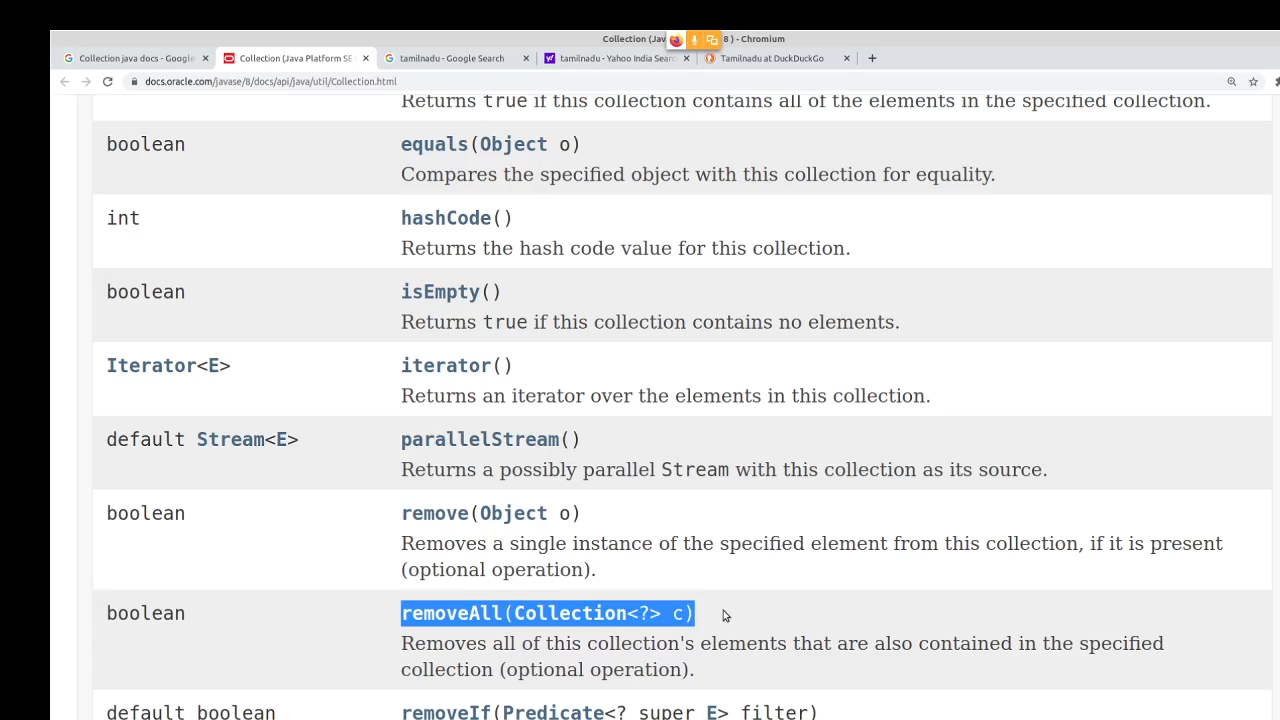 Collection (Jav 8 ) - Chromium
Collection java docs - Google
Collection (Java Platform SE
tamilnadu - Google Search
tamilnadu - Yahoo India Sear
Tamilnadu at DuckDuckGo
docs.oracle.com/javase/8/docs/api/java/util/Collection.html
Returns true if this collection contains all of the elements in the specified collection.
boolean equals(Object o)
Compares the specified object with this collection for equality.
int hashCode()
Returns the hash code value for this collection.
boolean isEmpty()
Returns true if this collection contains no elements.
Iterator<E> iterator()
Returns an iterator over the elements in this collection.
default Stream<E> parallelStream()
Returns a possibly parallel Stream with this collection as its source.
boolean remove(Object o)
Removes a single instance of the specified element from this collection, if it is present
(optional operation).
boolean removeAll(Collection<?> c)
Removes all of this collection's elements that are also contained in the specified
collection (optional operation).
default boolean removeIf(Predicate<? super E> filter)